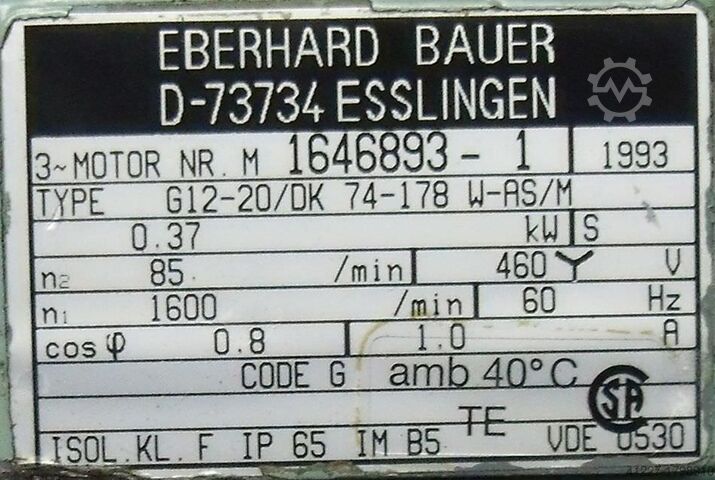 EBERHARD BAUER
D-73734 ESSLINGEN
3~MOTOR NR. M 1646893 - 1 1993
TYPE G12-20/DK 74-178 W-AS/M
0.37 kW S
n₂ 85 /min 460 Y V
n₁ 1600 /min 60 Hz
cos φ 0.8 1.0 A
CODE G amb 40°C
CSA
TE
ISOL.KL. F IP 65 IM B5 VDE 0530